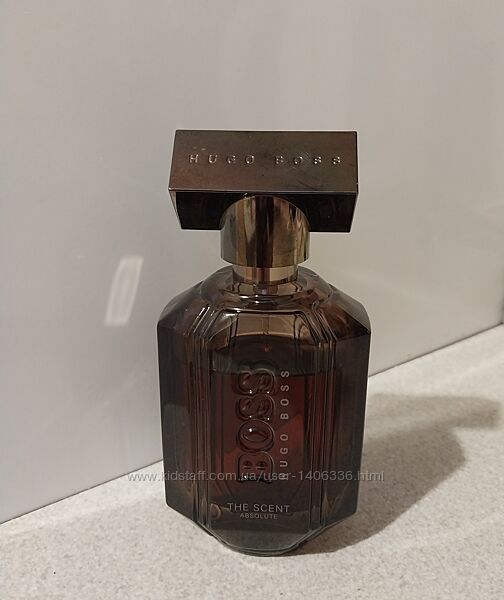 HUGO BOSS
BOSS
HUGO BOSS
www.kidstaff.com.ua/user-1406336.html
THE SCENT
ABSOLUTE